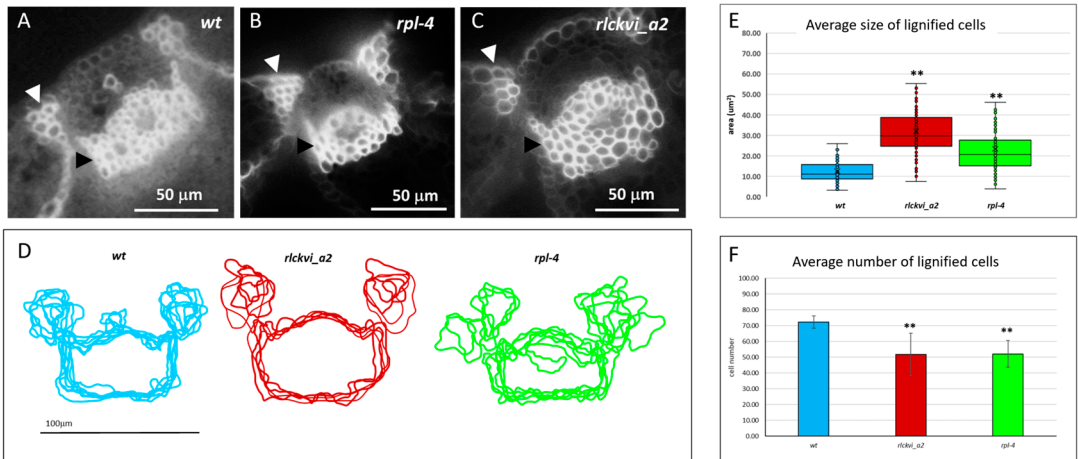 A
wt
50 μm
B
rpl-4
50 μm
C
rlckvi_a2
50 μm
D
wt
rlckvi_a2
rpl-4
100μm
E
Average size of lignified cells
80.00
70.00
60.00
50.00
40.00
30.00
20.00
10.00
0.00
area (um²)
**
**
wt
rlckvi_a2
rpl-4
F
Average number of lignified cells
100.00
90.00
80.00
70.00
60.00
50.00
40.00
30.00
20.00
10.00
0.00
cell number
**
**
wt
rlckvi_a2
rpl-4